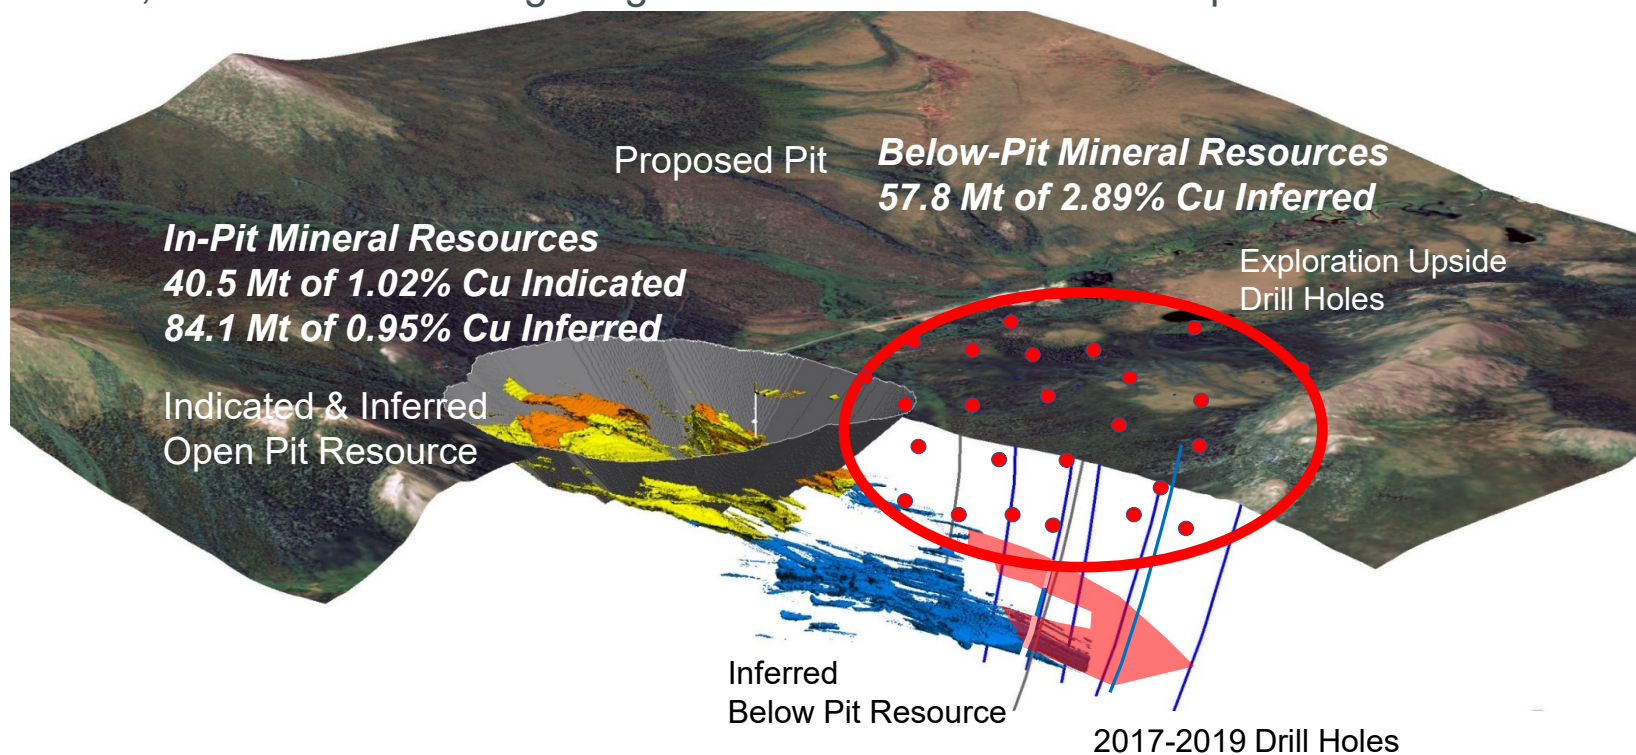 Proposed Pit
Below-Pit Mineral Resources
57.8 Mt of 2.89% Cu Inferred
In-Pit Mineral Resources
40.5 Mt of 1.02% Cu Indicated
84.1 Mt of 0.95% Cu Inferred
Exploration Upside
Drill Holes
Indicated & Inferred
Open Pit Resource
Inferred
Below Pit Resource
2017-2019 Drill Holes